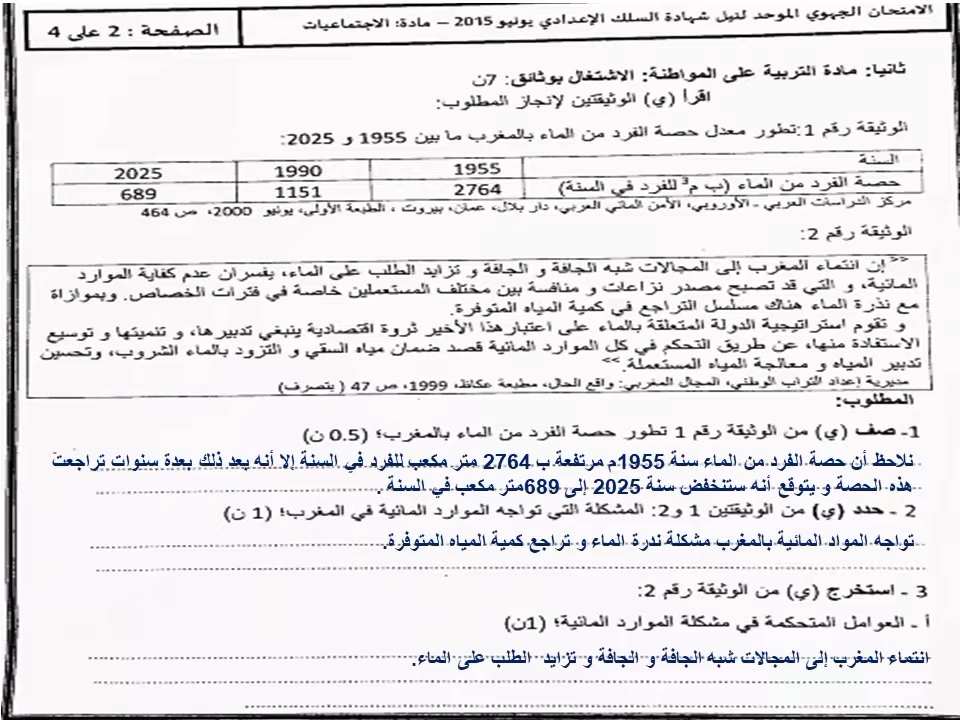 الامتحان الجهوي الموحد لنيل شهادة السلك الإعدادي يونيو 2015 – مادة: الاجتماعيات
الصفحة : 2 على 4
ثانيا: مادة التربية على المواطنة: الاشتغال بوثائق: 7ن
اقرأ (ي) الوثيقتين لإنجاز المطلوب:
الوثيقة رقم 1:تطور معدل حصة الفرد من الماء بالمغرب ما بين 1955 و 2025:
السنة 1955 1990 2025
حصة الفرد من الماء (ب م³ للفرد في السنة) 2764 1151 689
مركز الدراسات العربي - الأوروبي، الأمن المائي العربي، دار بلال، عمان، بيروت ، الطبعة الأولى، يونيو 2000، ص 464
الوثيقة رقم 2:
>> إن انتماء المغرب إلى المجالات شبه الجافة و الجافة و تزايد الطلب على الماء، يفسران عدم كفاية الموارد
المائية، و التي قد تصبح مصدر نزاعات و منافسة بين مختلف المستعملين خاصة في فترات الخصاص. وبموازاة
مع نذرة الماء هناك مسلسل التراجع في كمية المياه المتوفرة.
و تقوم استراتيجية الدولة المتعلقة بالماء على اعتبار هذا الأخير ثروة اقتصادية ينبغي تدبيرها، و تنميتها و توسيع
الاستفادة منها، عن طريق التحكم في كل الموارد المائية قصد ضمان مياه السقي و التزود بالماء الشروب، وتحسين
تدبير المياه و معالجة المياه المستعملة.<<
مديرية إعداد التراب الوطني، المجال المغربي: واقع الحال، مطبعة عكاظ، 1999، ص 47 ( بتصرف)
المطلوب:
1- صف (ي) من الوثيقة رقم 1 تطور حصة الفرد من الماء بالمغرب؛ (0.5 ن)
نلاحظ أن حصة الفرد من الماء سنة 1955م مرتفعة ب 2764 متر مكعب للفرد في السنة إلا أنه بعد ذلك بعدة سنوات تراجعت
هذه الحصة و يتوقع أنه ستنخفض سنة 2025 إلى 689متر مكعب في السنة .
2 - حدد (ي) من الوثيقتين 1 و2: المشكلة التي تواجه الموارد المائية في المغرب؛ (1 ن)
تواجه المواد المائية بالمغرب مشكلة ندرة الماء و تراجع كمية المياه المتوفرة.
3 - استخرج (ي) من الوثيقة رقم 2:
أ - العوامل المتحكمة في مشكلة الموارد المائية؛ (1ن)
انتماء المغرب إلى المجالات شبه الجافة و الجافة و تزايد الطلب على الماء.